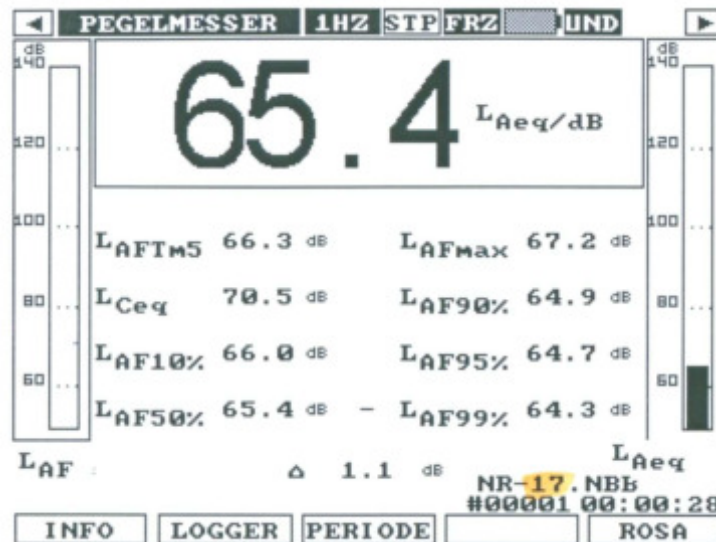 ◄ PEGELMESSER 1HZ STP FRZ UND ►
dB dB
140 140
65.4 LAeq/dB
120 120
100 100
LAFTm5 66.3 dB LAFmax 67.2 dB
LCeq 70.5 dB LAF90% 64.9 dB
80 80
LAF10% 66.0 dB LAF95% 64.7 dB
60 60
LAF50% 65.4 dB - LAF99% 64.3 dB
LAF : Δ 1.1 dB LAeq
NR-17.NBB
#00001 00:00:28
INFO LOGGER PERIODE ROSA